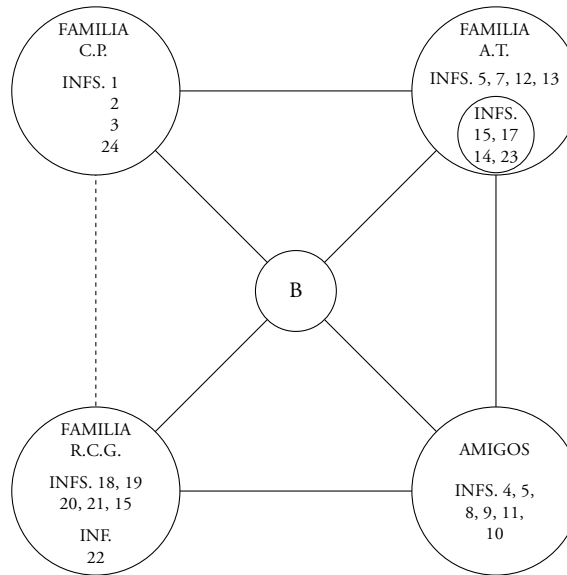 FAMILIA
C.P.
INFS. 1
2
3
24
FAMILIA
A.T.
INFS. 5, 7, 12, 13
INFS.
15, 17
14, 23
B
FAMILIA
R.C.G.
INFS. 18, 19
20, 21, 15
INF.
22
AMIGOS
INFS. 4, 5,
8, 9, 11,
10